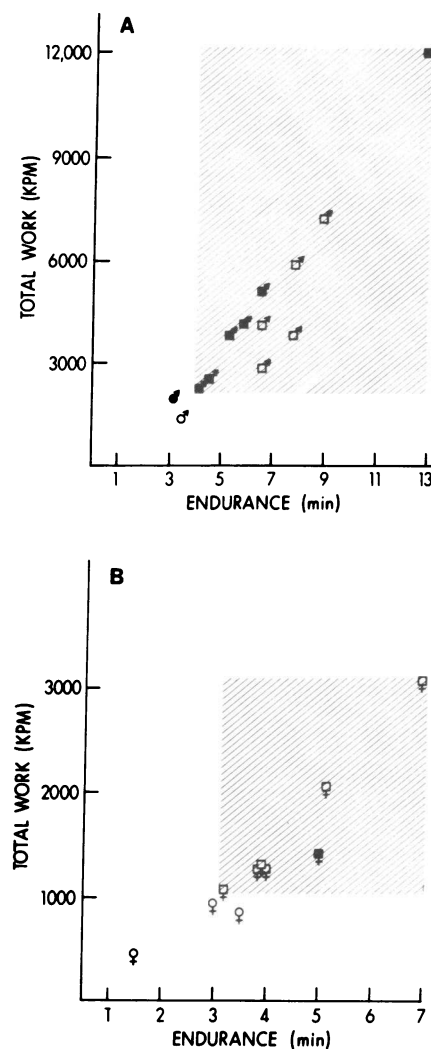 A
TOTAL WORK (KPM)
12,000
9000
6000
3000
1 3 5 7 9 11 13
ENDURANCE (min)
B
TOTAL WORK (KPM)
3000
2000
1000
1 2 3 4 5 6 7
ENDURANCE (min)